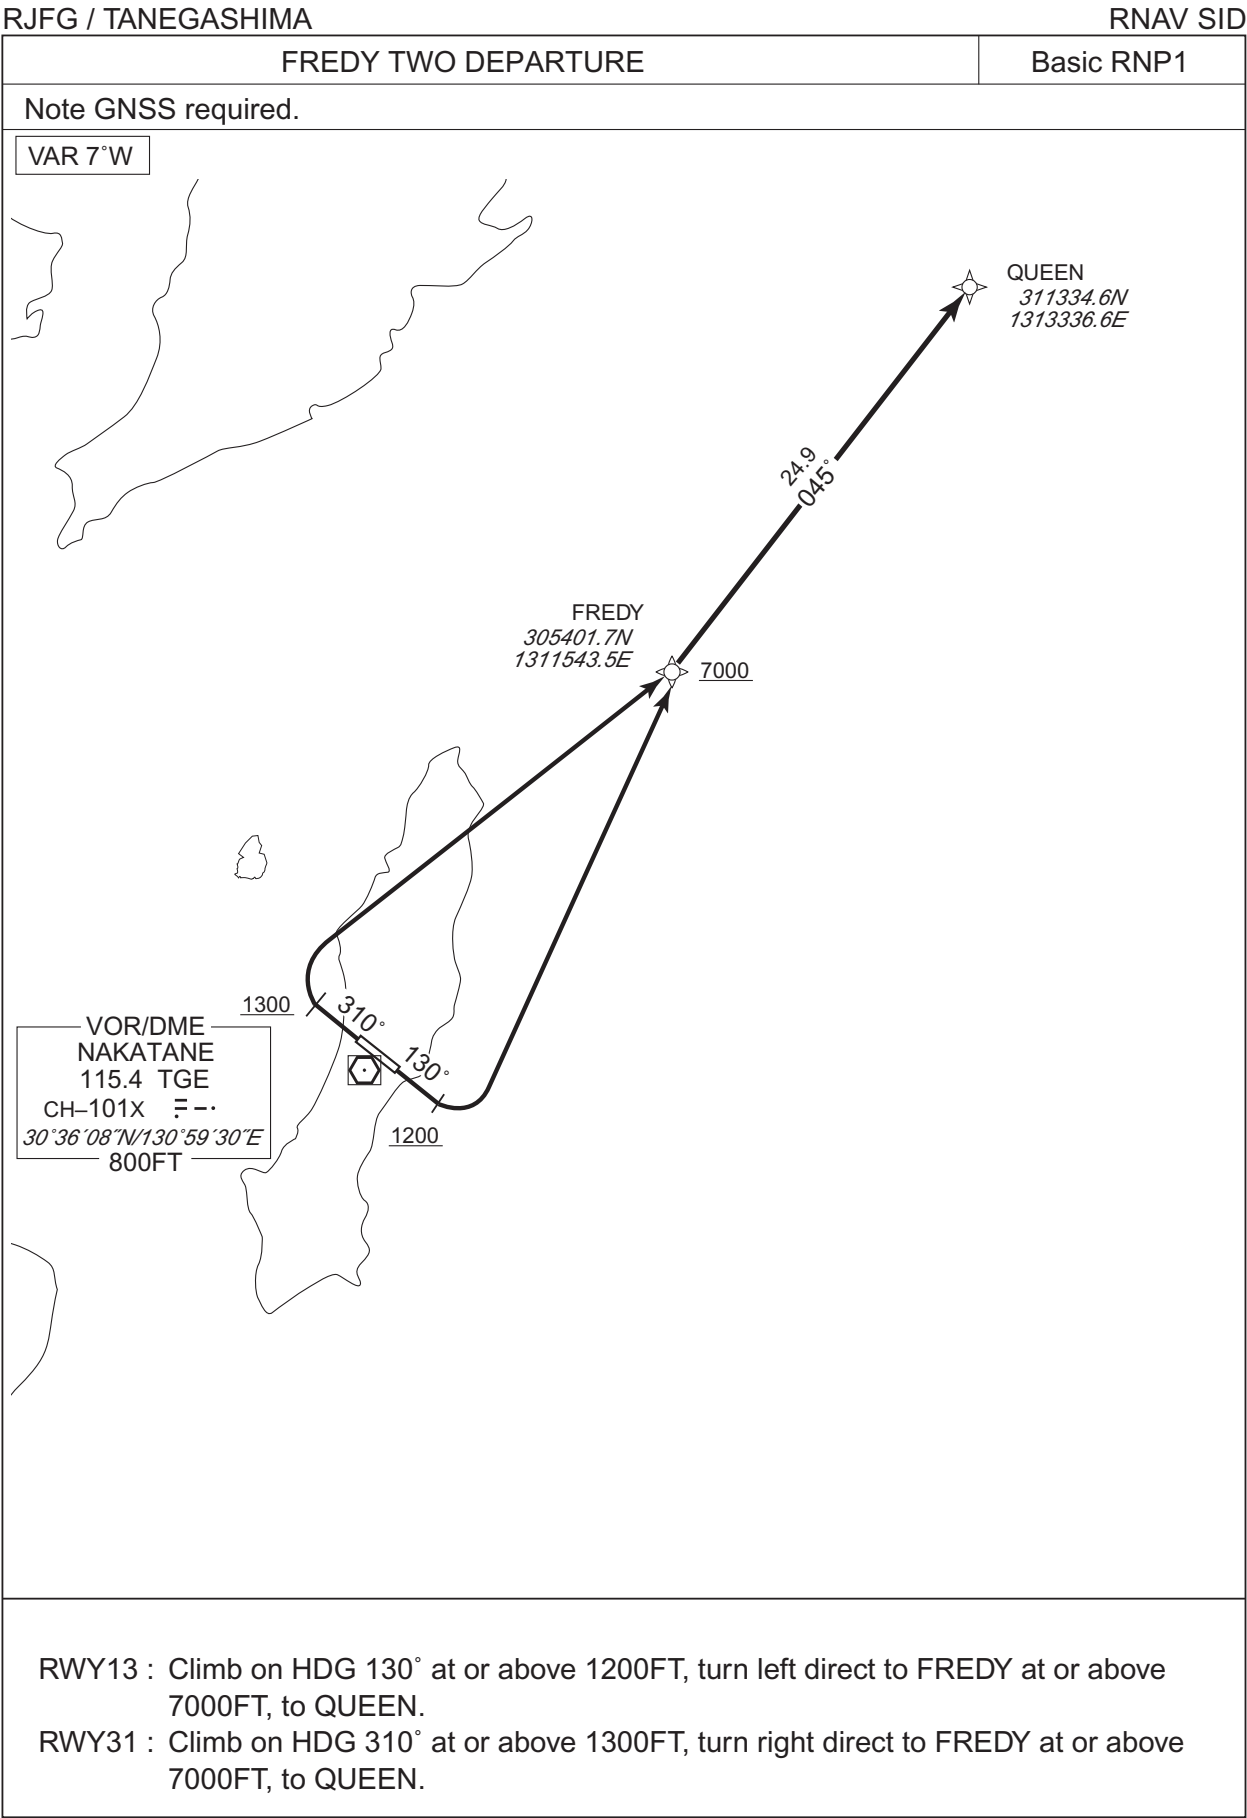 RJFG / TANEGASHIMA
RNAV SID
FREDY TWO DEPARTURE
Basic RNP1
Note GNSS required.
VAR 7˚W
QUEEN
311334.6N
1313336.6E
24.9
045˚
FREDY
305401.7N
1311543.5E
7000
1300
310˚
130˚
1200
VOR/DME
NAKATANE
115.4 TGE
CH–101X
30˚36´08˝N/130˚59´30˝E
800FT
RWY13 : Climb on HDG 130˚ at or above 1200FT, turn left direct to FREDY at or above
7000FT, to QUEEN.
RWY31 : Climb on HDG 310˚ at or above 1300FT, turn right direct to FREDY at or above
7000FT, to QUEEN.